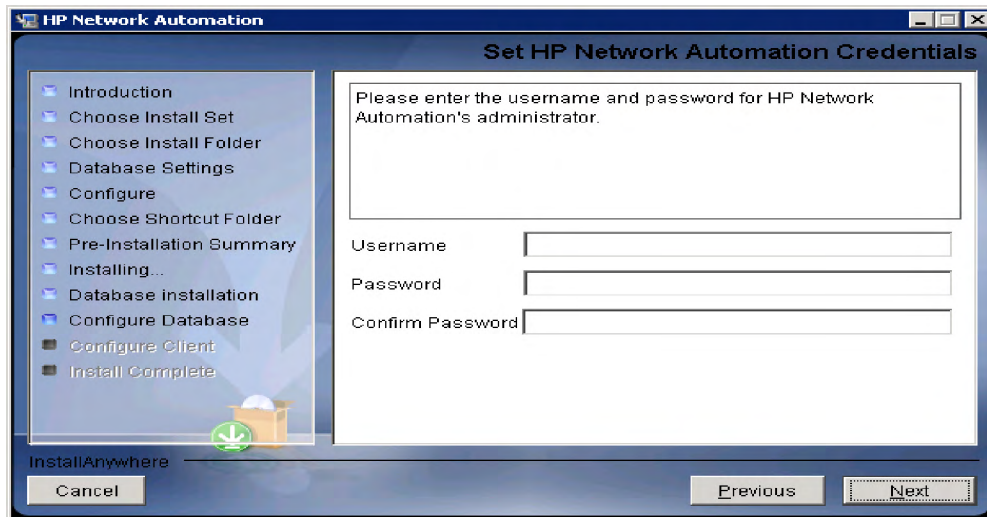 HP Network Automation
Set HP Network Automation Credentials
Introduction
Choose Install Set
Choose Install Folder
Database Settings
Configure
Choose Shortcut Folder
Pre-Installation Summary
Installing...
Database installation
Configure Database
Configure Client
Install Complete
Please enter the username and password for HP Network
Automation's administrator.
Username
Password
Confirm Password
InstallAnywhere
Cancel
Previous
Next